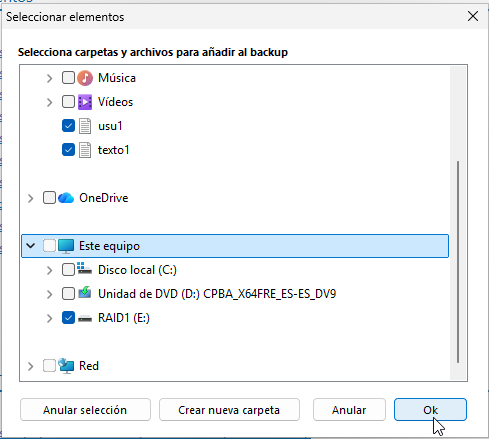 Seleccionar elementos
Selecciona carpetas y archivos para añadir al backup
Música
Vídeos
usu1
texto1
OneDrive
Este equipo
Disco local (C:)
Unidad de DVD (D:) CPBA_X64FRE_ES-ES_DV9
RAID1 (E:)
Red
Anular selección
Crear nueva carpeta
Anular
Ok